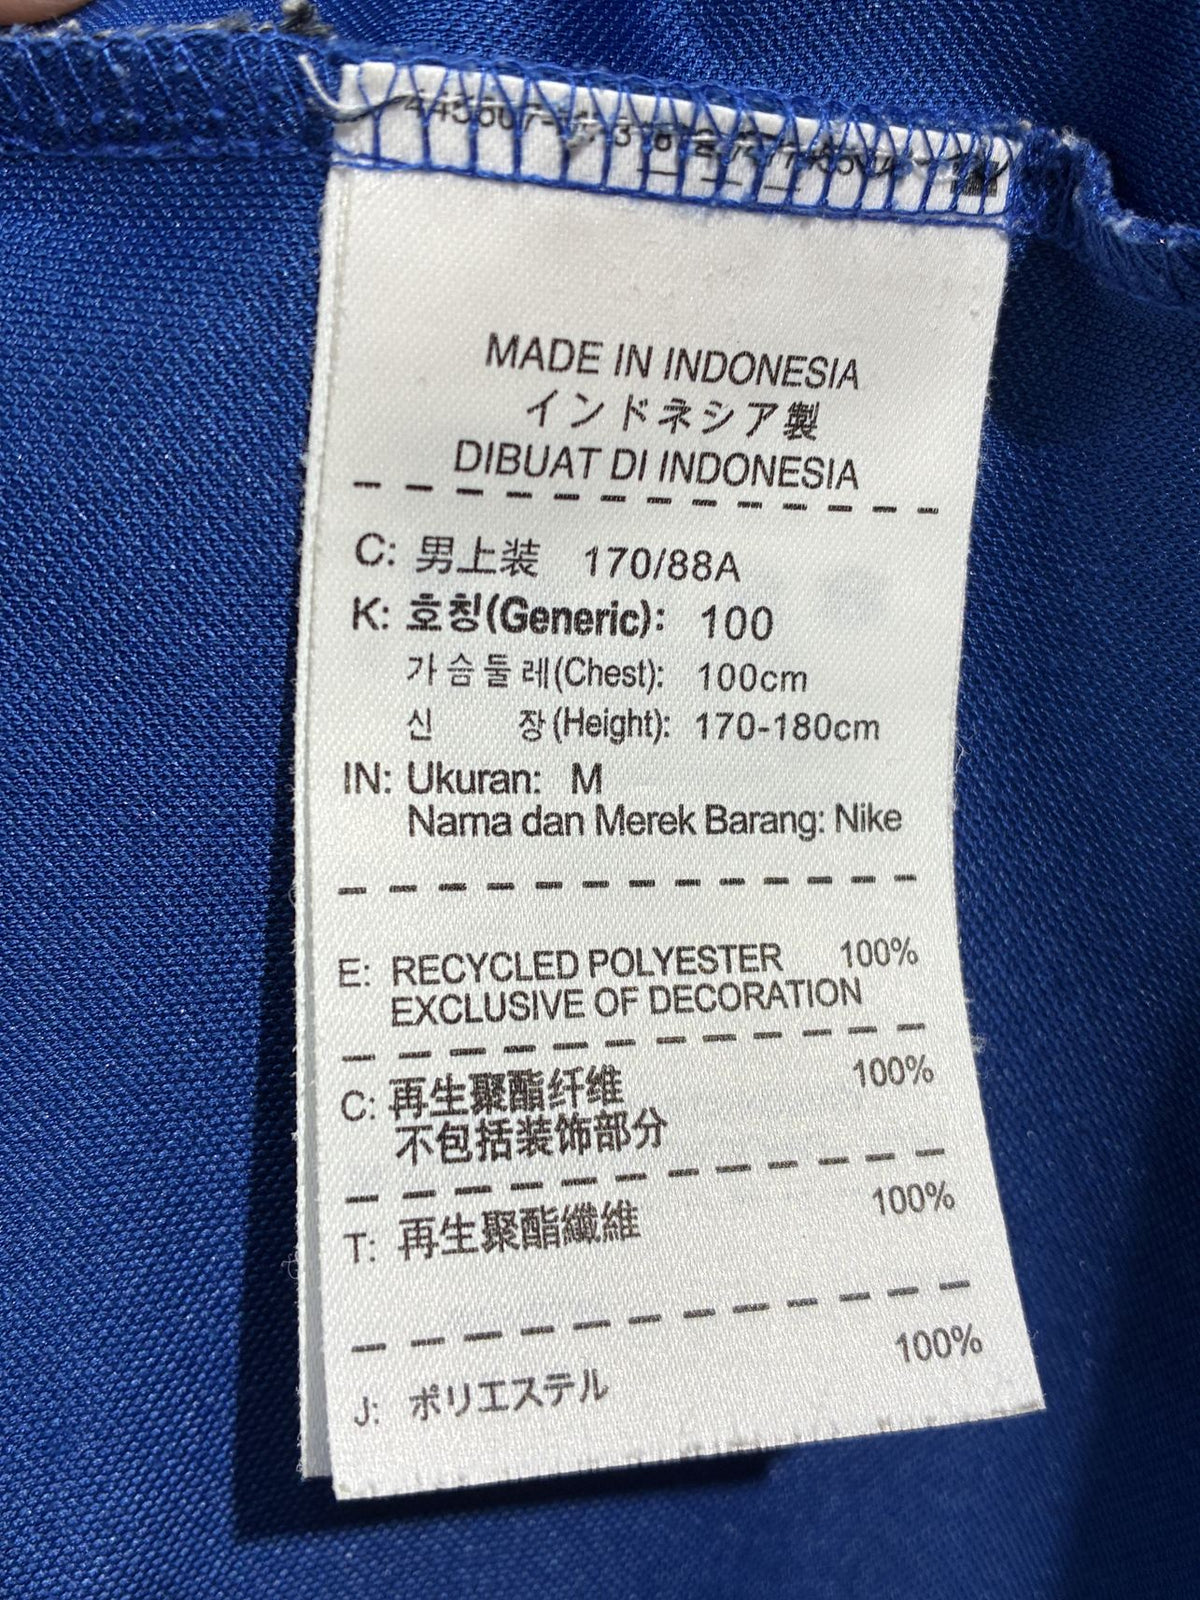 MADE IN INDONESIA
インドネシア製
DIBUAT DI INDONESIA
C: 男上装 170/88A
K: 호칭(Generic): 100
가슴둘레(Chest): 100cm
신 장(Height): 170-180cm
IN: Ukuran: M
Nama dan Merek Barang: Nike
E: RECYCLED POLYESTER 100%
EXCLUSIVE OF DECORATION
C: 再生聚酯纤维 100%
不包括装饰部分
T: 再生聚酯纖維 100%
J: ポリエステル 100%